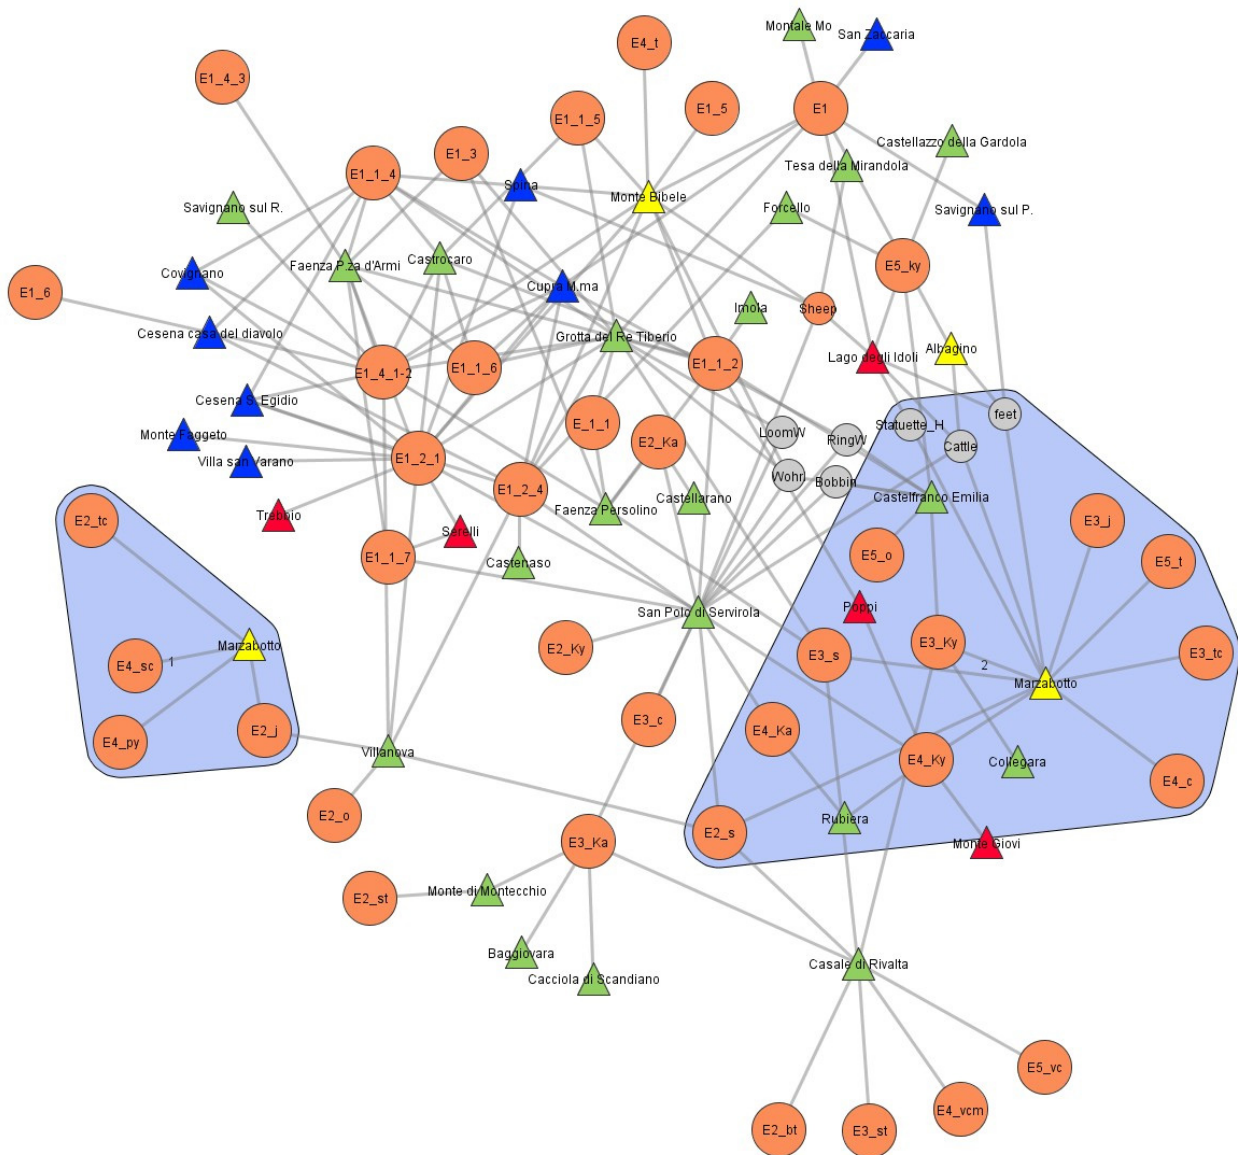 Montale Mo
San Zaccaria
E4_t
E1_4_3
E1_5
E1
E1_1_5
Castellazzo della Gardola
E1_3
Tesa della Mirandola
E1_1_4
Spina
Monte Bibele
Savignano sul R.
Forcello
Savignano sul P.
Faenza P.za d'Armi
Castrocaro
E5_ky
Covignano
Cupra M.ma
E1_6
Imola
Sheep
Cesena casa del diavolo
Grotta del Re Tiberio
Albagino
Lago degli Idoli
E1_1_2
E1_4_1-2
E1_1_6
Cesena S. Egidio
feet
E_1_1
Statuette_H
LoomW
RingW
E2_Ka
Monte Faggeto
Cattle
E1_2_1
Villa san Varano
Wohr.
Bobbin
E1_2_4
Castellarano
Castelfranco Emilia
Faenza Persolino
Trebbio
E2_tc
E3_j
Serelli
E5_o
E1_1_7
Castenaso
E5_t
San Polo di Servirola
Poppi
E3_Ky
Marzabotto
E2_Ky
E3_s
E3_tc
E4_sc
1
2
Marzabotto
E3_c
E4_Ka
E2_j
E4_py
Villanova
E4_Ky
Collegara
E4_c
E2_o
Rubiera
E2_s
E3_Ka
Monte Giovi
Monte di Montecchio
E2_st
Baggiovara
Casale di Rivalta
Cacciola di Scandiano
E5_vc
E4_vcm
E2_bt
E3_st